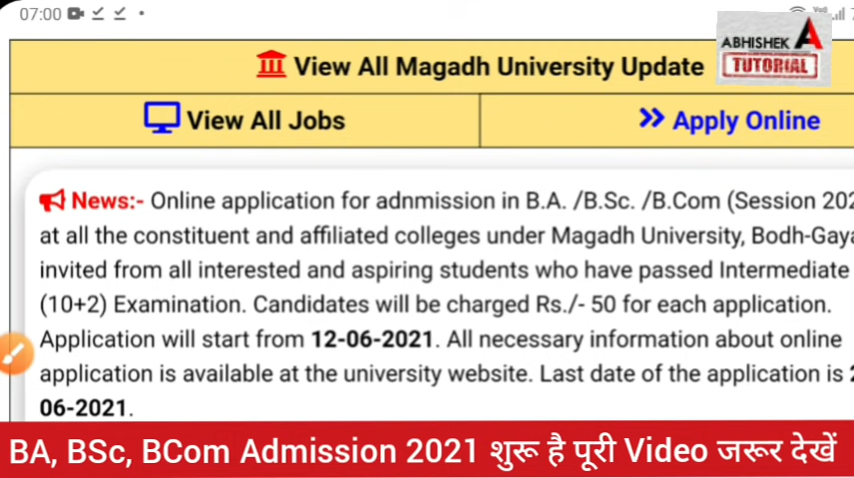 07:00
ABHISHEK A
TUTORIAL
View All Magadh University Update
View All Jobs
Apply Online
News:- Online application for adnmission in B.A. /B.Sc. /B.Com (Session 202
at all the constituent and affiliated colleges under Magadh University, Bodh-Gaya
invited from all interested and aspiring students who have passed Intermediate
(10+2) Examination. Candidates will be charged Rs./- 50 for each application.
Application will start from 12-06-2021. All necessary information about online
application is available at the university website. Last date of the application is
06-2021.
BA, BSc, BCom Admission 2021 शुरू है पूरी Video जरूर देखें